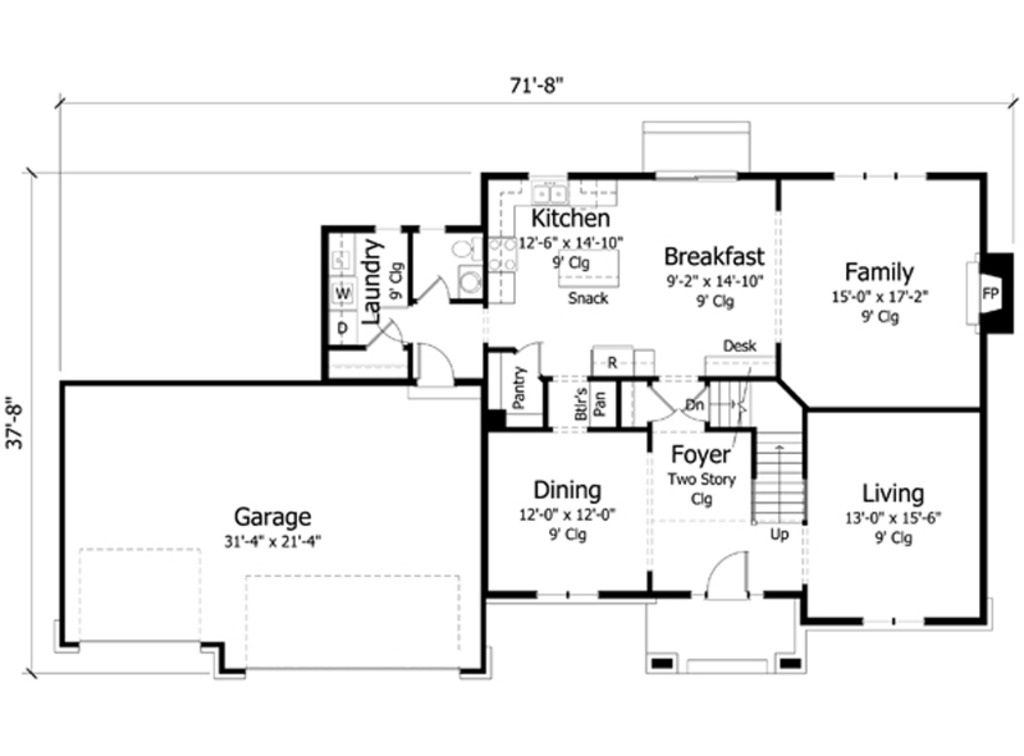 71'-8"
37'-8"
Kitchen
12'-6" x 14'-10"
9' Clg
Snack
Breakfast
9'-2" x 14'-10"
9' Clg
Family
15'-0" x 17'-2"
9' Clg
FP
Laundry
9' Clg
W
D
Desk
R
Pantry
Btlr's
Pan
Dn
Foyer
Two Story
Clg
Dining
12'-0" x 12'-0"
9' Clg
Living
13'-0" x 15'-6"
9' Clg
Up
Garage
31'-4" x 21'-4"